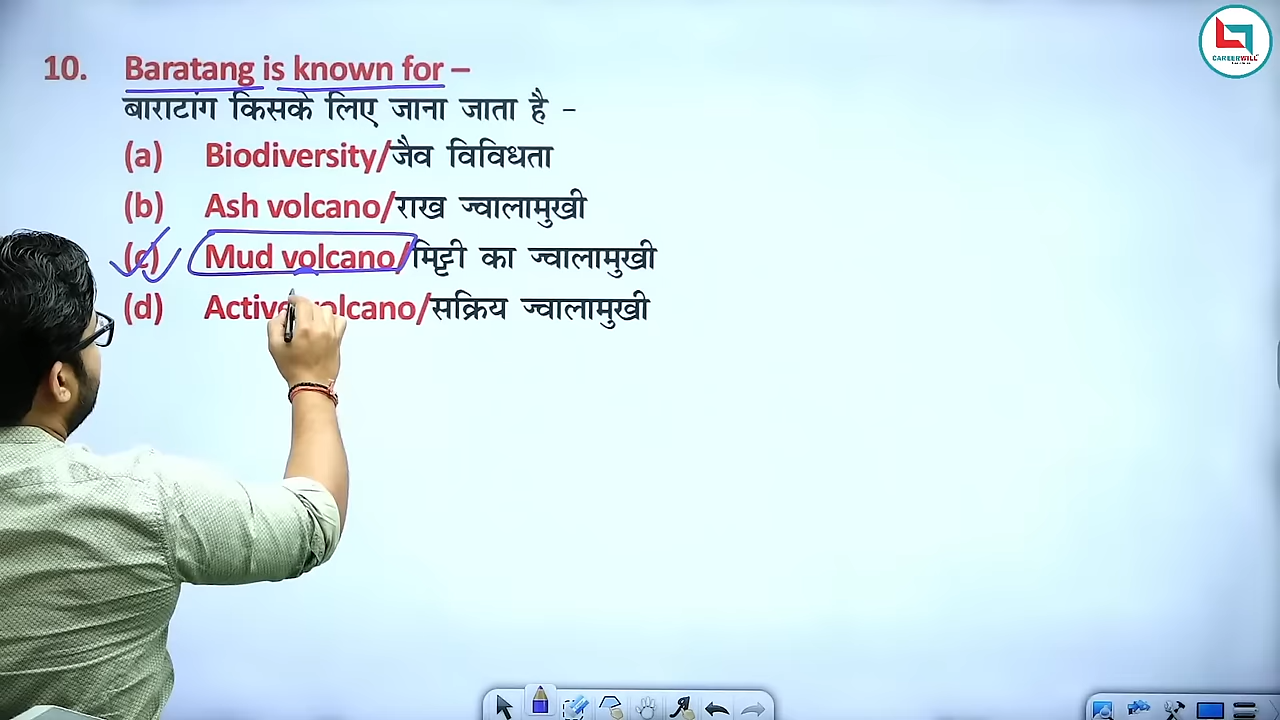 10. Baratang is known for –
बाराटांग किसके लिए जाना जाता है -
(a) Biodiversity/जैव विविधता
(b) Ash volcano/राख ज्वालामुखी
(c) Mud volcano/मिट्टी का ज्वालामुखी
(d) Active volcano/सक्रिय ज्वालामुखी
CAREERWILL